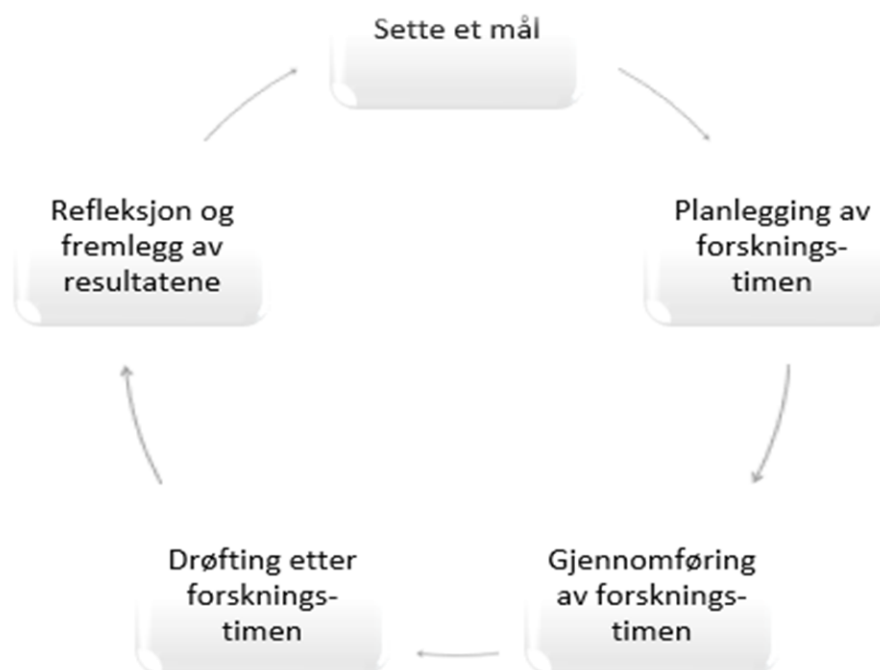 Sette et mål
Planlegging av
forsknings-
timen
Gjennomføring
av forsknings-
timen
Drøfting etter
forsknings-
timen
Refleksjon og
fremlegg av
resultatene